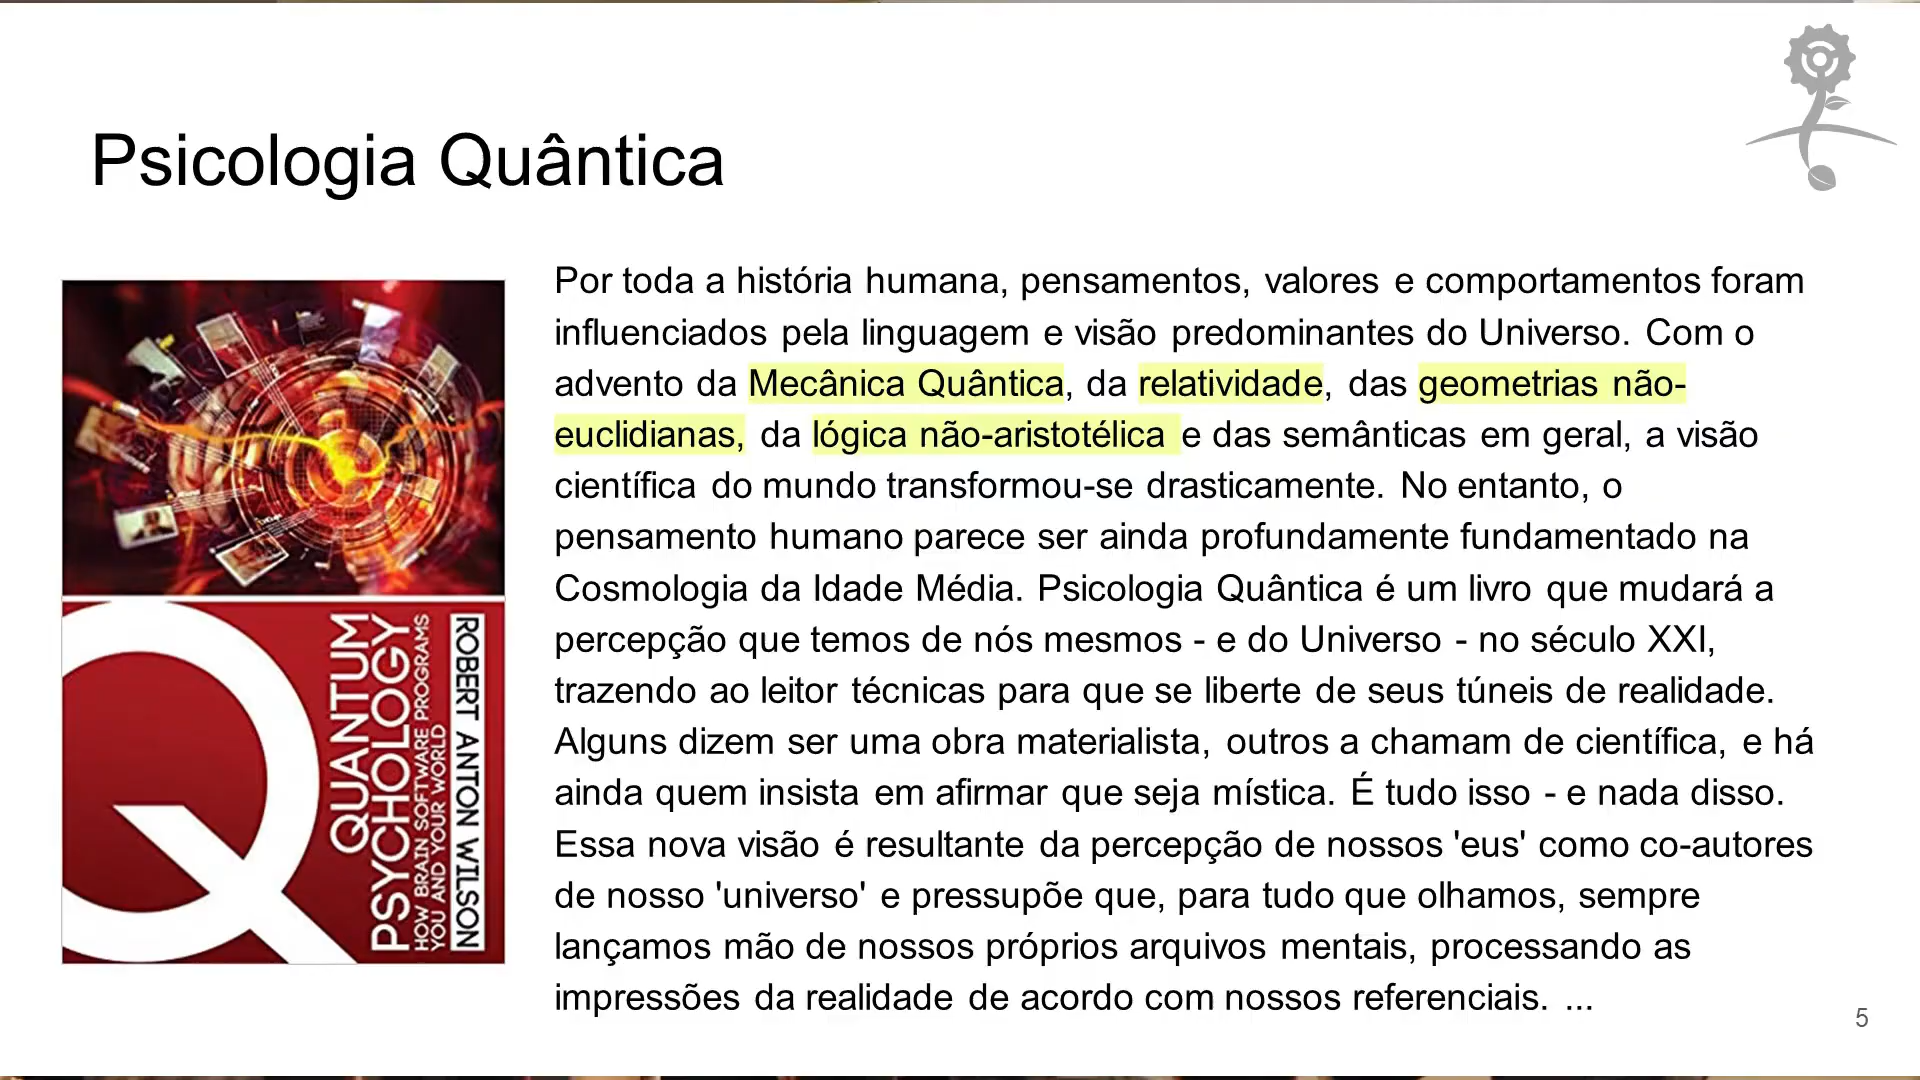 Psicologia Quântica
Por toda a história humana, pensamentos, valores e comportamentos foram
influenciados pela linguagem e visão predominantes do Universo. Com o
advento da Mecânica Quântica, da relatividade, das geometrias não-
euclidianas, da lógica não-aristotélica e das semânticas em geral, a visão
científica do mundo transformou-se drasticamente. No entanto, o
pensamento humano parece ser ainda profundamente fundamentado na
Cosmologia da Idade Média. Psicologia Quântica é um livro que mudará a
percepção que temos de nós mesmos - e do Universo - no século XXI,
trazendo ao leitor técnicas para que se liberte de seus túneis de realidade.
Alguns dizem ser uma obra materialista, outros a chamam de científica, e há
ainda quem insista em afirmar que seja mística. É tudo isso - e nada disso.
Essa nova visão é resultante da percepção de nossos 'eus' como co-autores
de nosso 'universo' e pressupõe que, para tudo que olhamos, sempre
lançamos mão de nossos próprios arquivos mentais, processando as
impressões da realidade de acordo com nossos referenciais. ...
QUANTUM
PSYCHOLOGY
HOW BRAIN SOFTWARE PROGRAMS
YOU AND YOUR WORLD
ROBERT ANTON WILSON
5